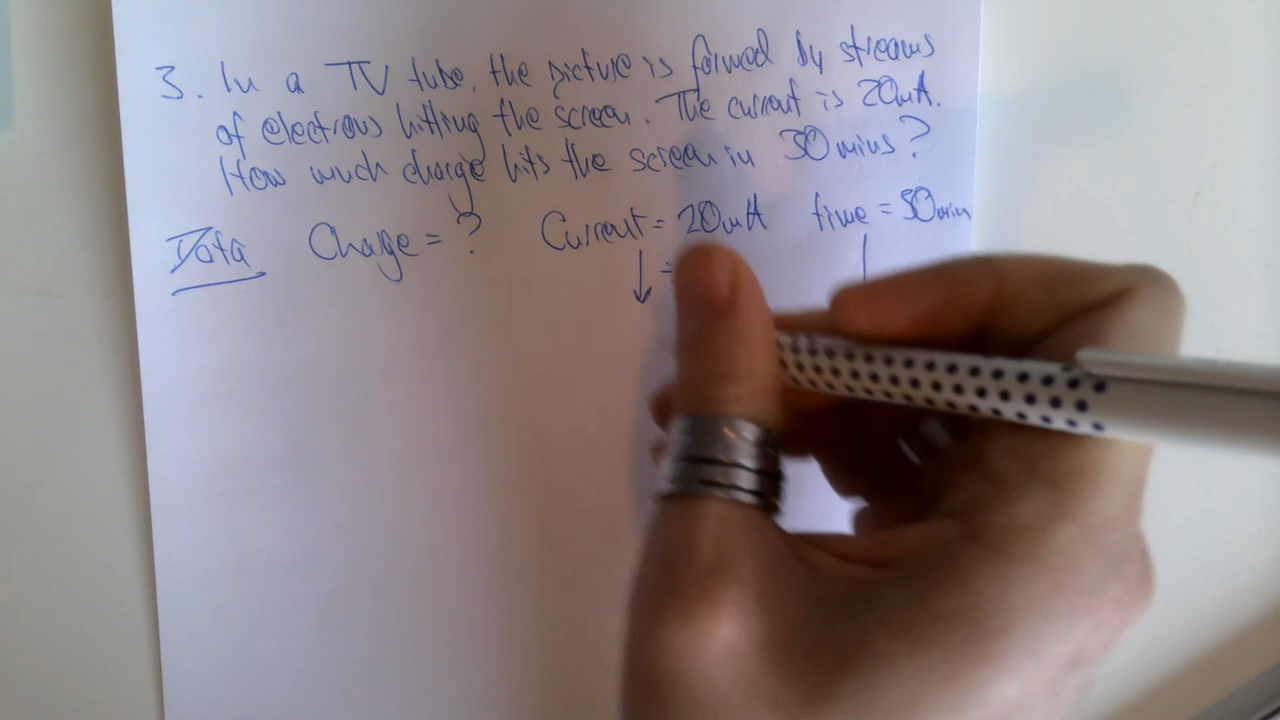 3. In a TV tube, the picture is formed by streams
of electrons hitting the screen. The current is 20mA.
How much charge hits the screen in 30 mins?
Data Charge = ? Current = 20mA time = 30min